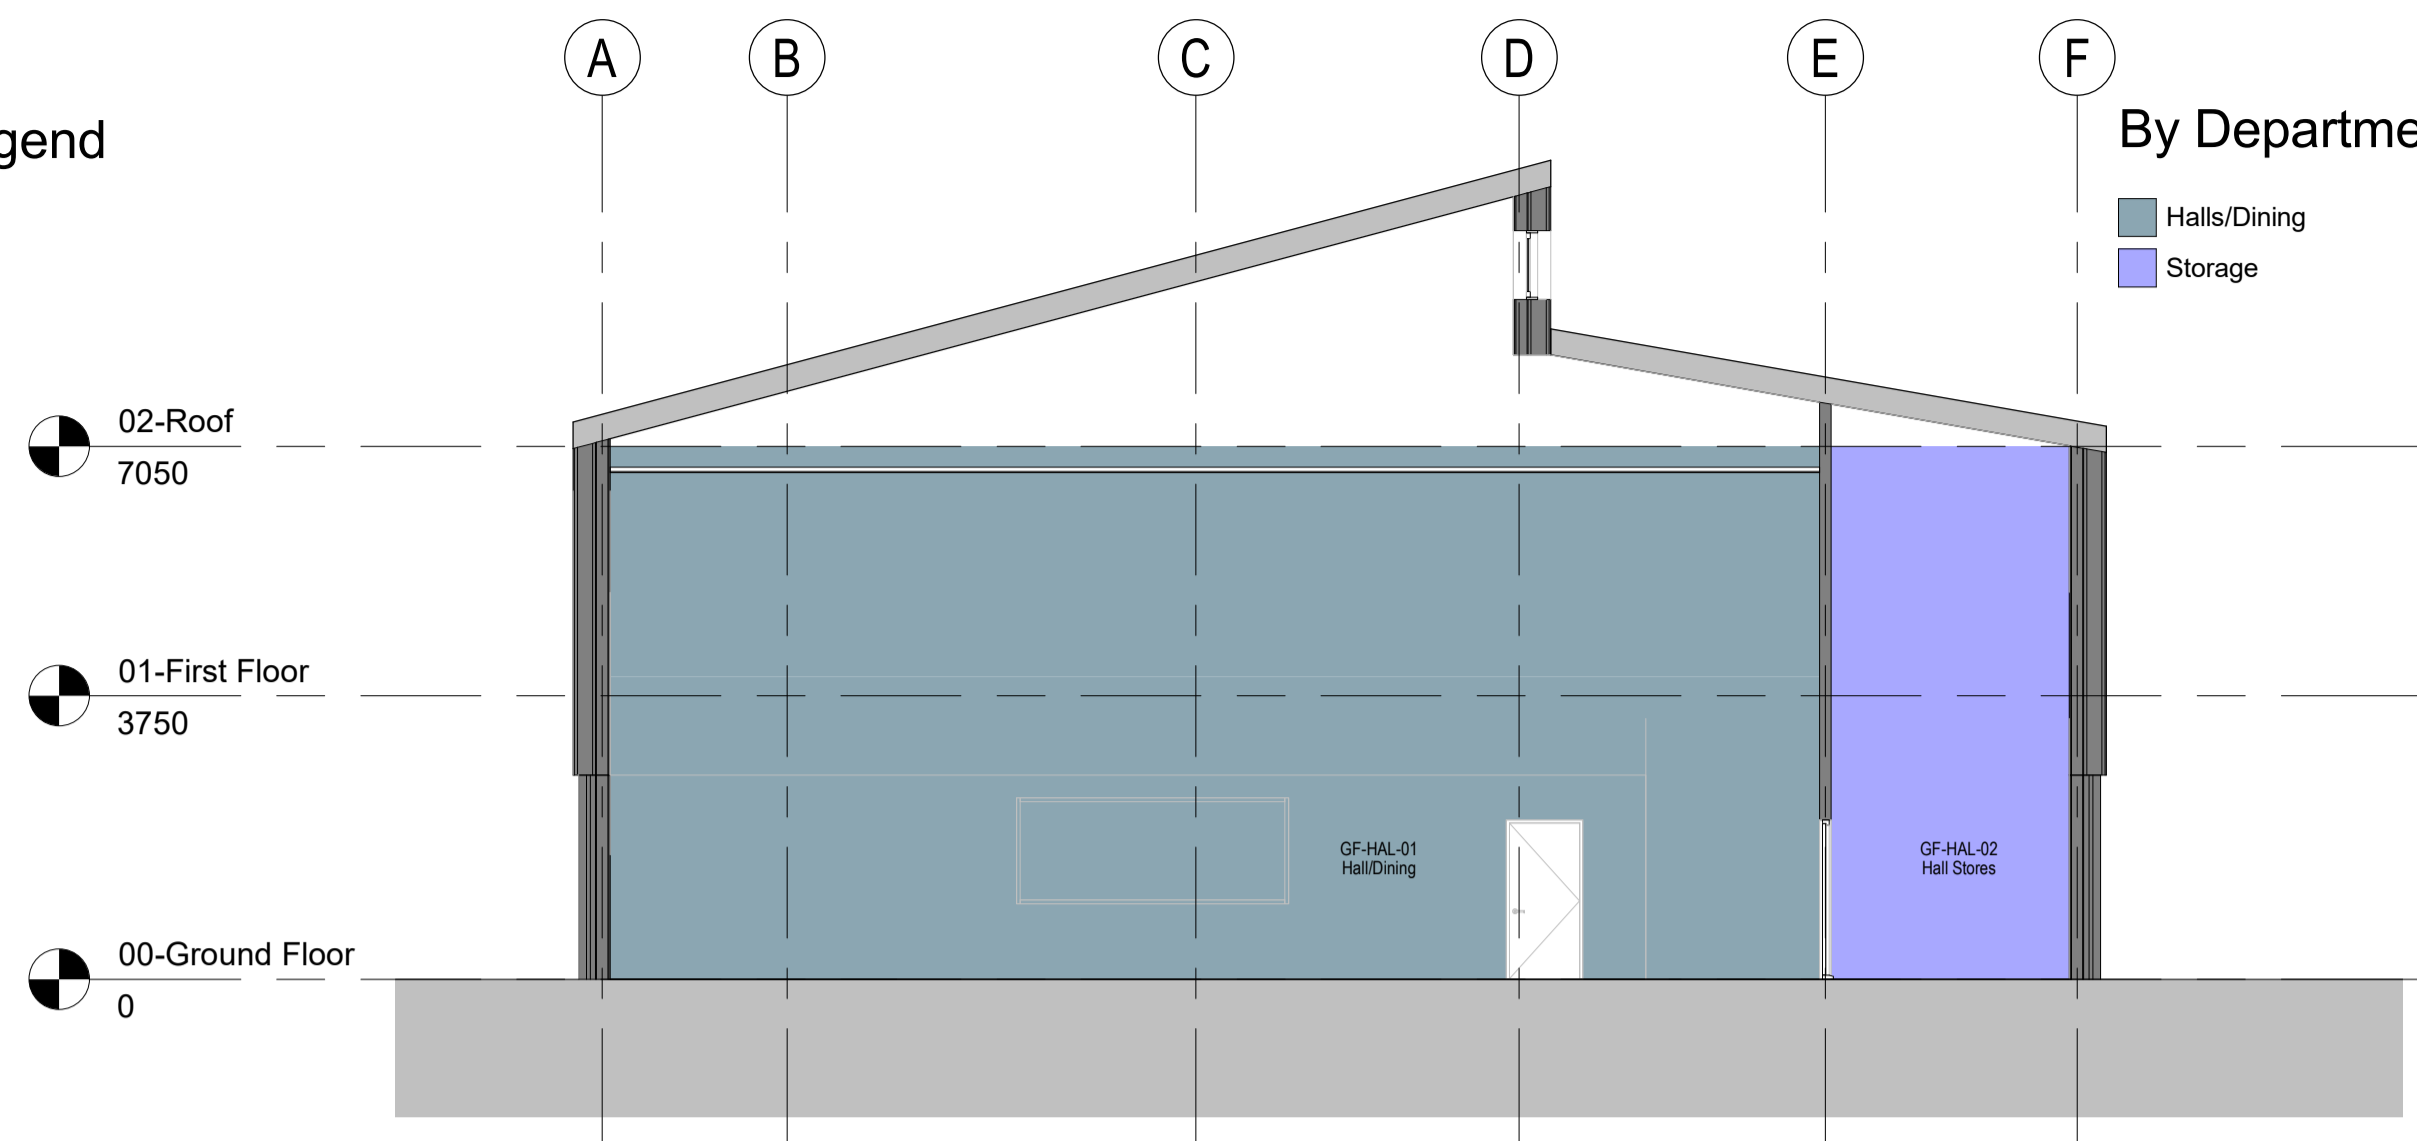 A
B
C
D
E
F
gend
By Departme
Halls/Dining
Storage
02-Roof
7050
01-First Floor
3750
GF-HAL-01
Hall/Dining
GF-HAL-02
Hall Stores
00-Ground Floor
0